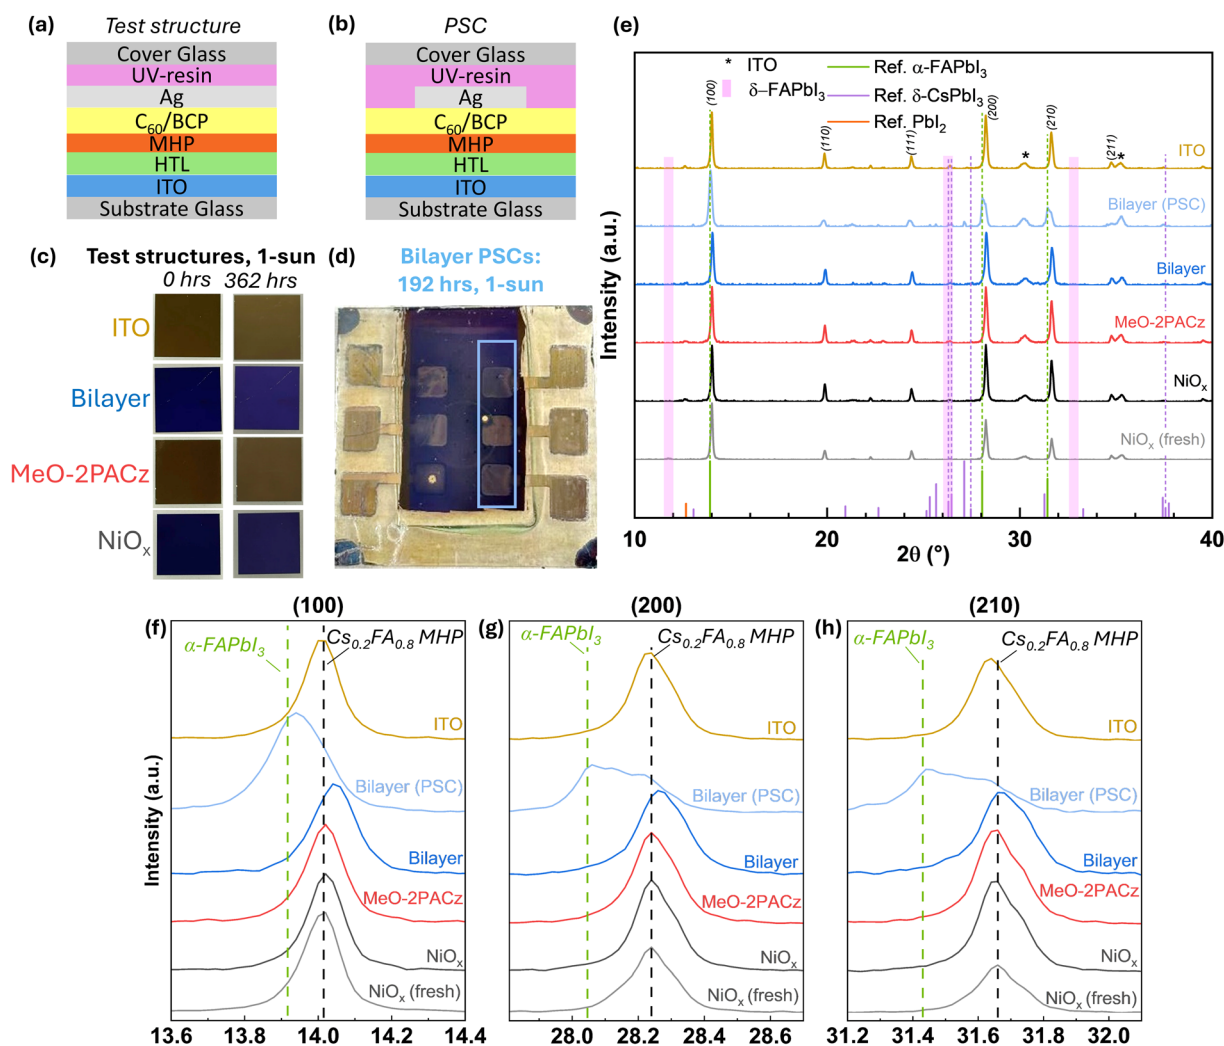 (a)
Test structure
Cover Glass
UV-resin
Ag
C₆₀/BCP
MHP
HTL
ITO
Substrate Glass
(b)
PSC
Cover Glass
UV-resin
Ag
C₆₀/BCP
MHP
HTL
ITO
Substrate Glass
(c)
Test structures, 1-sun
0 hrs
362 hrs
ITO
Bilayer
MeO-2PACz
NiOₓ
(d)
Bilayer PSCs:
192 hrs, 1-sun
(e)
* ITO
δ–FAPbI₃
Ref. α-FAPbI₃
Ref. δ-CsPbI₃
Ref. PbI₂
(100)
(110)
(111)
(200)
(210)
(211)
*
*
ITO
Bilayer (PSC)
Bilayer
MeO-2PACz
NiOₓ
NiOₓ (fresh)
Intensity (a.u.)
10
20
30
40
2θ (°)
(f)
(100)
α-FAPbI₃
Cs₀.₂FA₀.₈ MHP
ITO
Bilayer (PSC)
Bilayer
MeO-2PACz
NiOₓ
NiOₓ (fresh)
Intensity (a.u.)
13.6
14.0
14.2
14.4
(g)
(200)
α-FAPbI₃
Cs₀.₂FA₀.₈ MHP
ITO
Bilayer (PSC)
Bilayer
MeO-2PACz
NiOₓ
NiOₓ (fresh)
28.0
28.2
28.4
28.6
(h)
(210)
α-FAPbI₃
Cs₀.₂FA₀.₈ MHP
ITO
Bilayer (PSC)
Bilayer
MeO-2PACz
NiOₓ
NiOₓ (fresh)
31.2
31.4
31.6
31.8
32.0